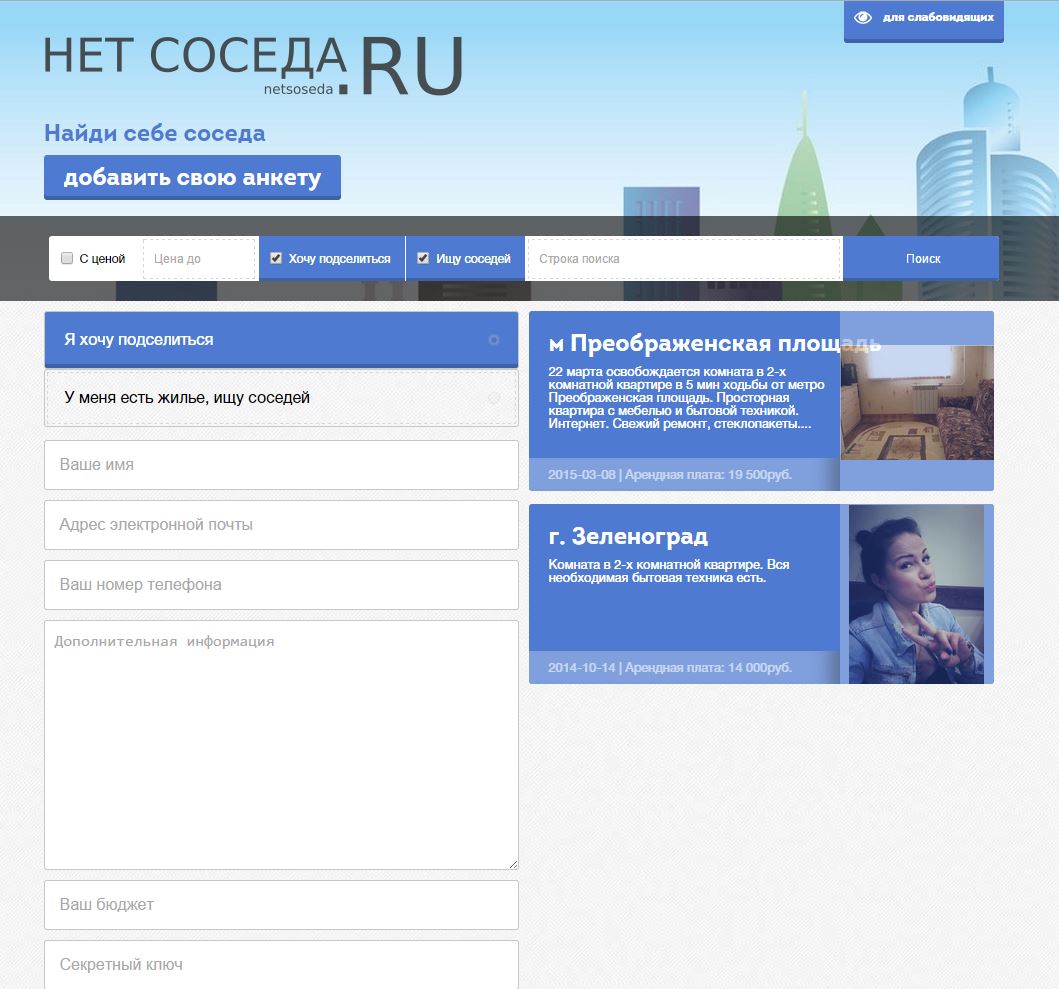 для слабовидящих
НЕТ СОСЕДА.RU
netsoseda
Найди себе соседа
добавить свою анкету
С ценой
Цена до
Хочу подселиться
Ищу соседей
Строка поиска
Поиск
Я хочу подселиться
У меня есть жилье, ищу соседей
Ваше имя
Адрес электронной почты
Ваш номер телефона
Дополнительная информация
Ваш бюджет
Секретный ключ
м Преображенская площадь
22 марта освобождается комната в 2-х
комнатной квартире в 5 мин ходьбы от метро
Преображенская площадь. Просторная
квартира с мебелью и бытовой техникой.
Интернет. Свежий ремонт, стеклопакеты....
2015-03-08 | Арендная плата: 19 500руб.
г. Зеленоград
Комната в 2-х комнатной квартире. Вся
необходимая бытовая техника есть.
2014-10-14 | Арендная плата: 14 000руб.